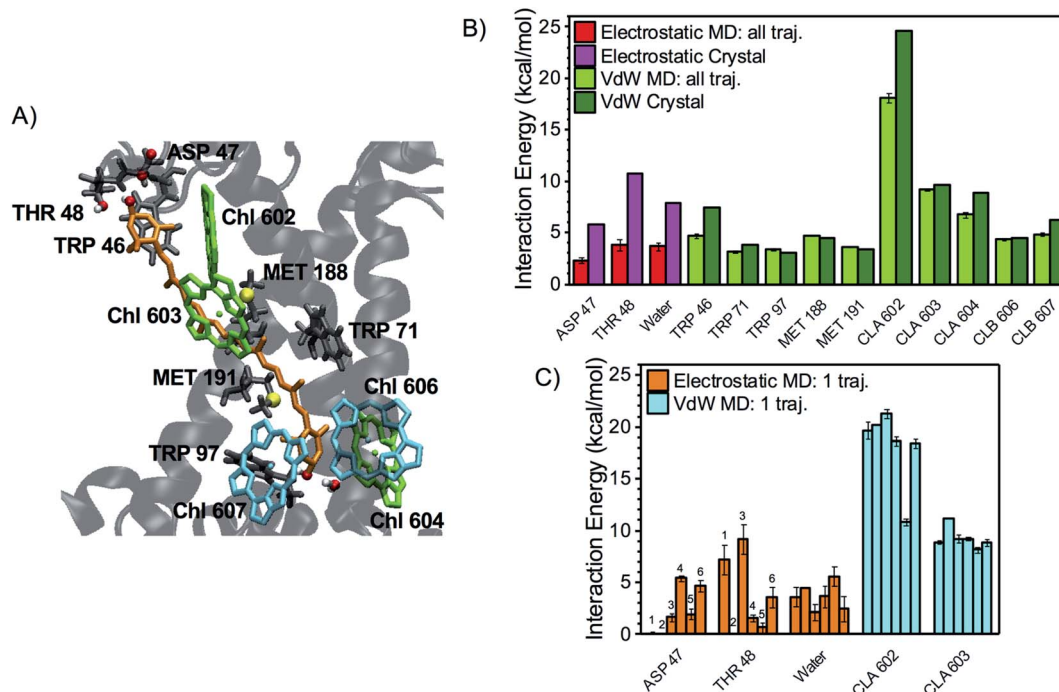 A)
ASP 47
THR 48
TRP 46
Chl 602
MET 188
Chl 603
TRP 71
MET 191
Chl 606
TRP 97
Chl 607
Chl 604
B)
Interaction Energy (kcal/mol)
25
20
15
10
5
0
Electrostatic MD: all traj.
Electrostatic Crystal
VdW MD: all traj.
VdW Crystal
ASP 47
THR 48
Water
TRP 46
TRP 71
TRP 97
MET 188
MET 191
CLA 602
CLA 603
CLA 604
CLB 606
CLB 607
C)
Interaction Energy (kcal/mol)
25
20
15
10
5
0
Electrostatic MD: 1 traj.
VdW MD: 1 traj.
1
2
3
4
5
6
1
2
3
4
5
6
ASP 47
THR 48
Water
CLA 602
CLA 603